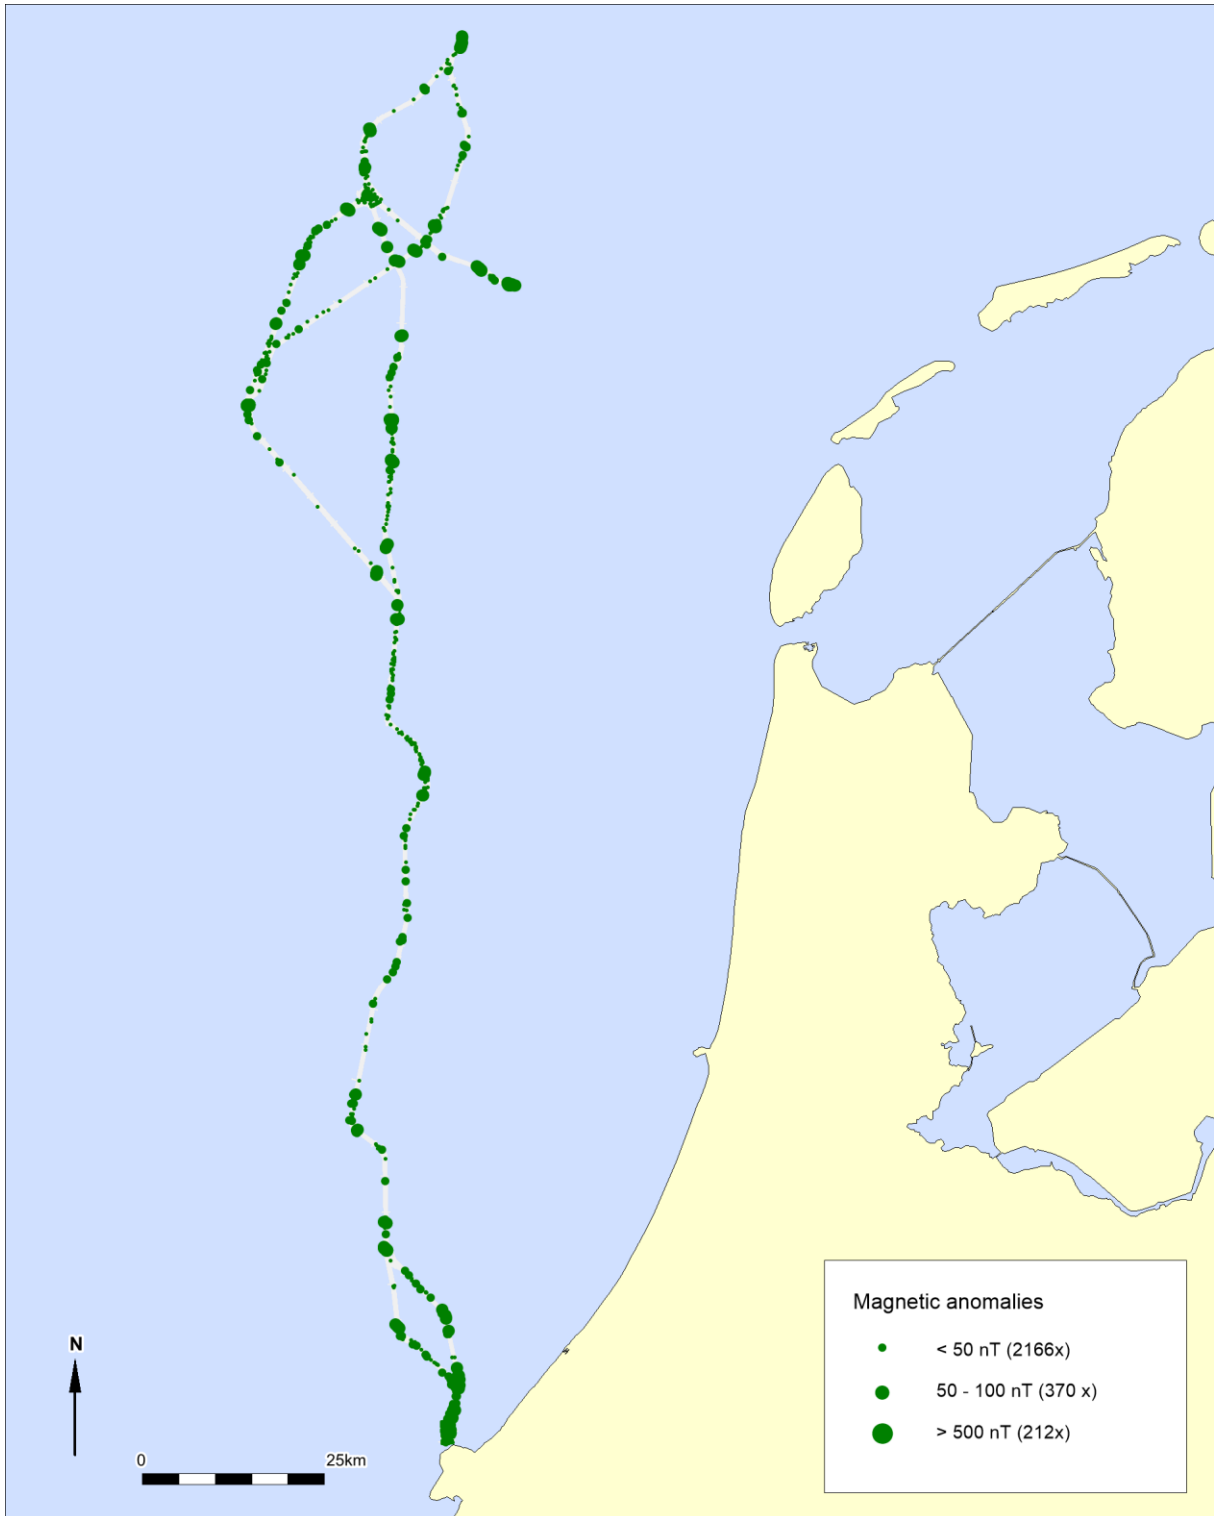 N
0 25km
Magnetic anomalies
< 50 nT (2166x)
50 - 100 nT (370 x)
> 500 nT (212x)